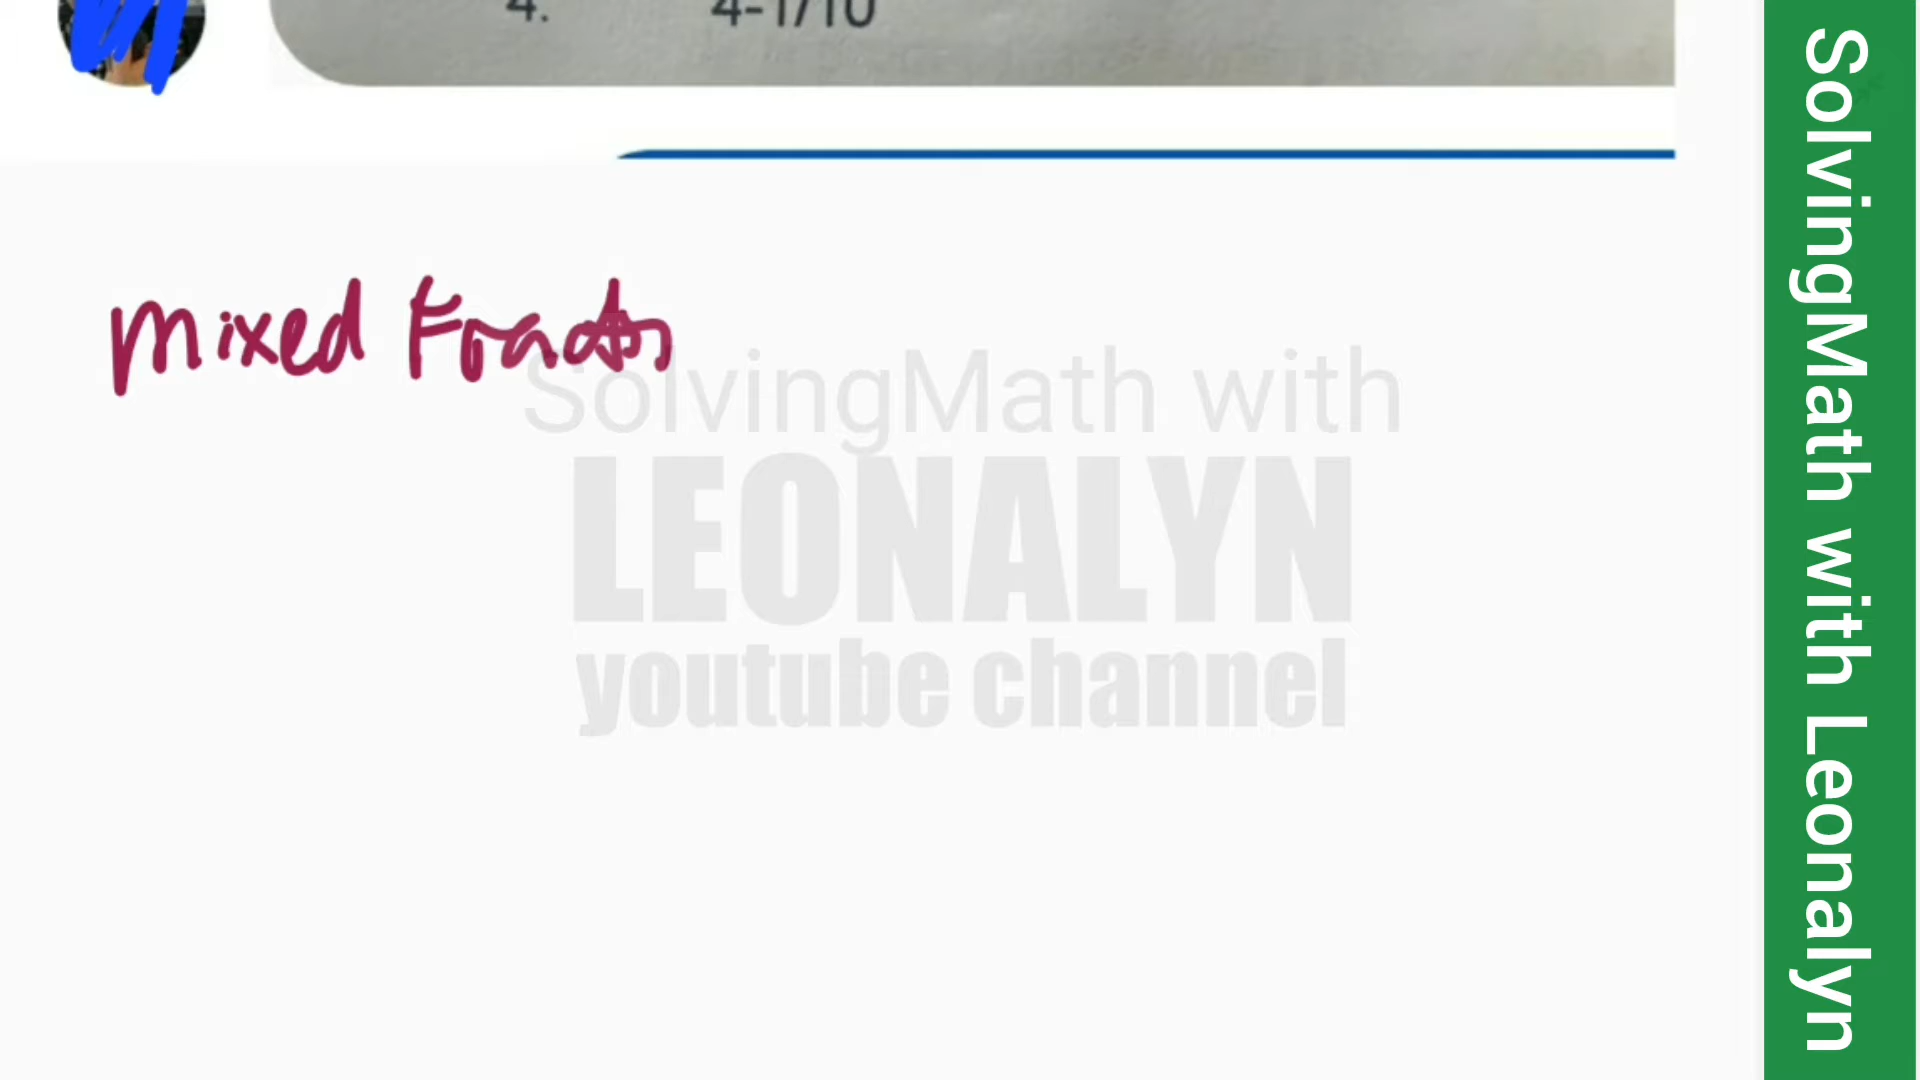 4. 4-1/10
mixed Fraction
SolvingMath with
LEONALYN
youtube channel
SolvingMath with Leonalyn